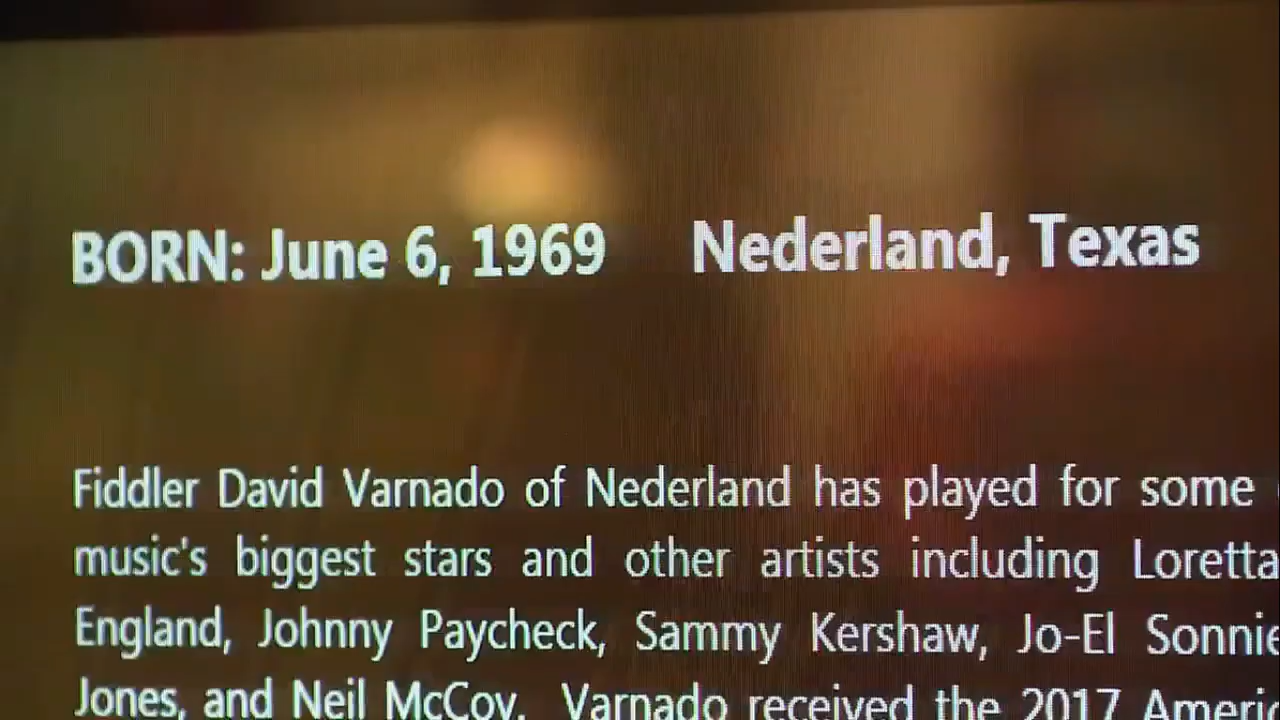 BORN: June 6, 1969 Nederland, Texas
Fiddler David Varnado of Nederland has played for some
music's biggest stars and other artists including Loretta
England, Johnny Paycheck, Sammy Kershaw, Jo-El Sonnie
Jones, and Neil McCoy. Varnado received the 2017 Americ